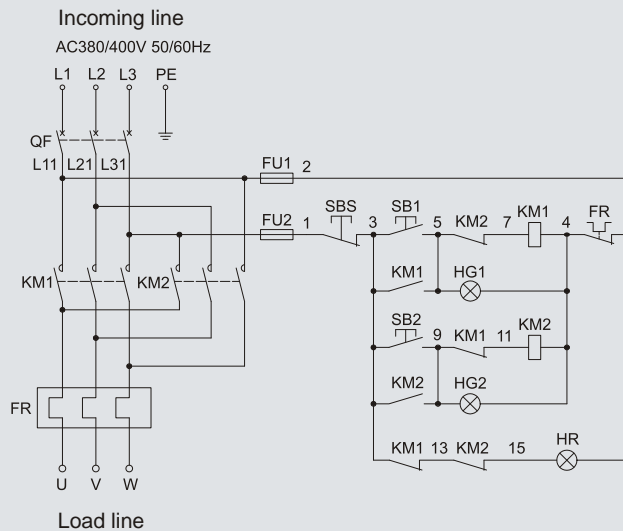 Incoming line
AC380/400V 50/60Hz
L1 L2 L3 PE
QF
L11 L21 L31
FU1 2
FU2 1 SBS 3 SB1 5 KM2 7 KM1 4 FR
KM1 KM2
KM1 HG1
SB2 9 KM1 11 KM2
KM2 HG2
FR
KM1 13 KM2 15 HR
U V W
Load line